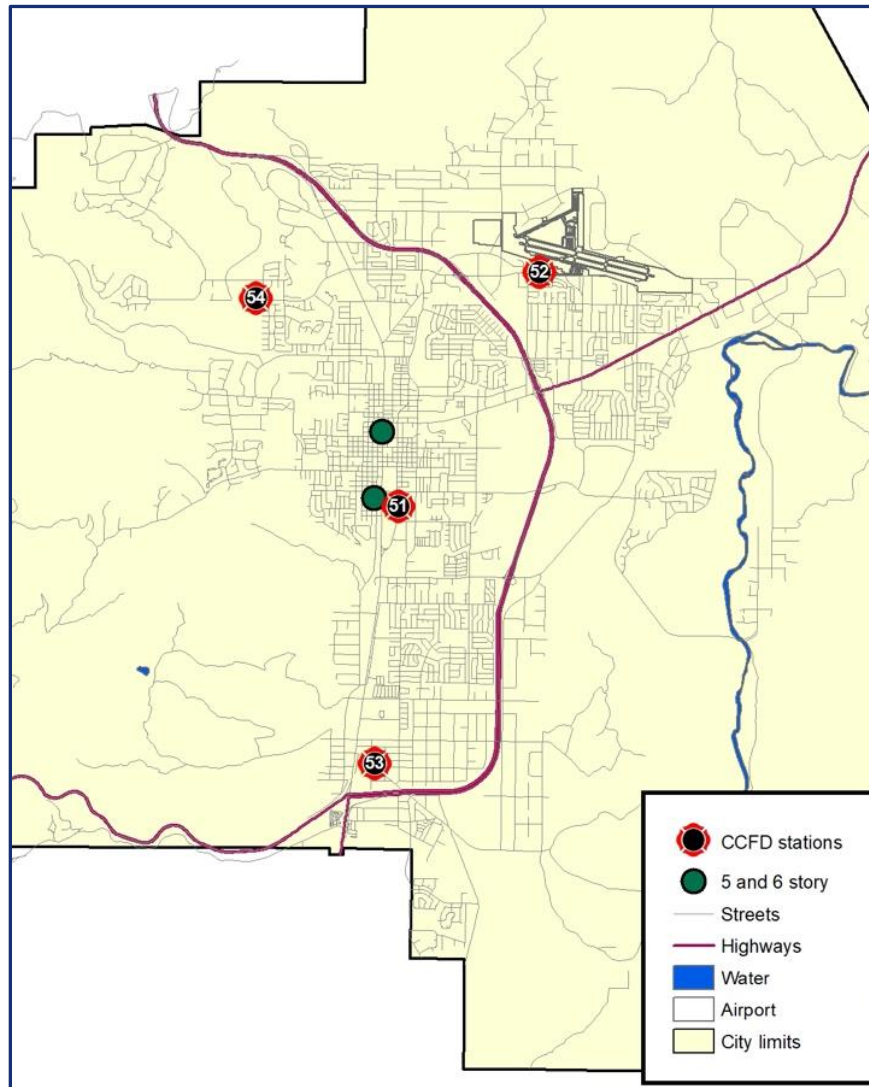 52
54
51
53
CCFD stations
5 and 6 story
Streets
Highways
Water
Airport
City limits